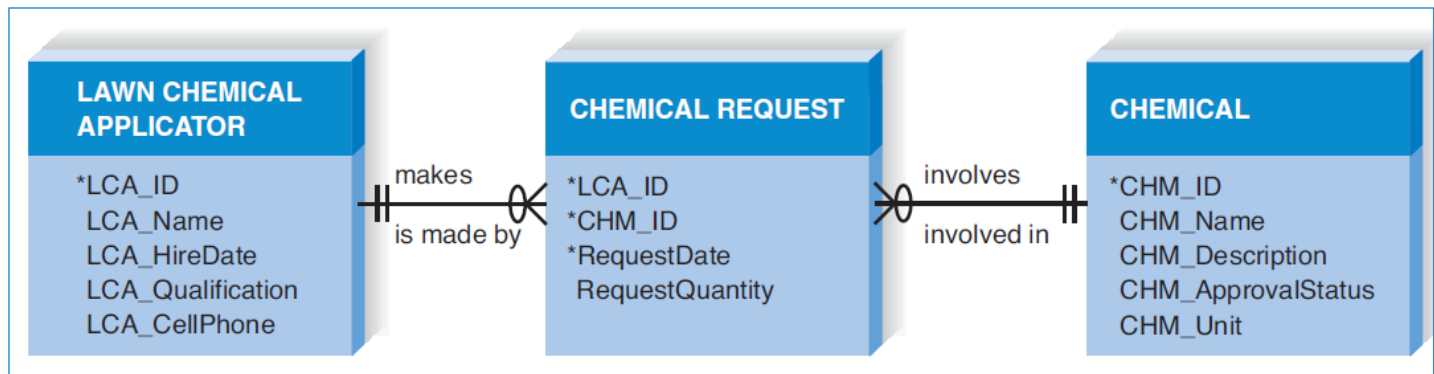 LAWN CHEMICAL
APPLICATOR
*LCA_ID
LCA_Name
LCA_HireDate
LCA_Qualification
LCA_CellPhone
makes
is made by
CHEMICAL REQUEST
*LCA_ID
*CHM_ID
*RequestDate
RequestQuantity
involves
involved in
CHEMICAL
*CHM_ID
CHM_Name
CHM_Description
CHM_ApprovalStatus
CHM_Unit